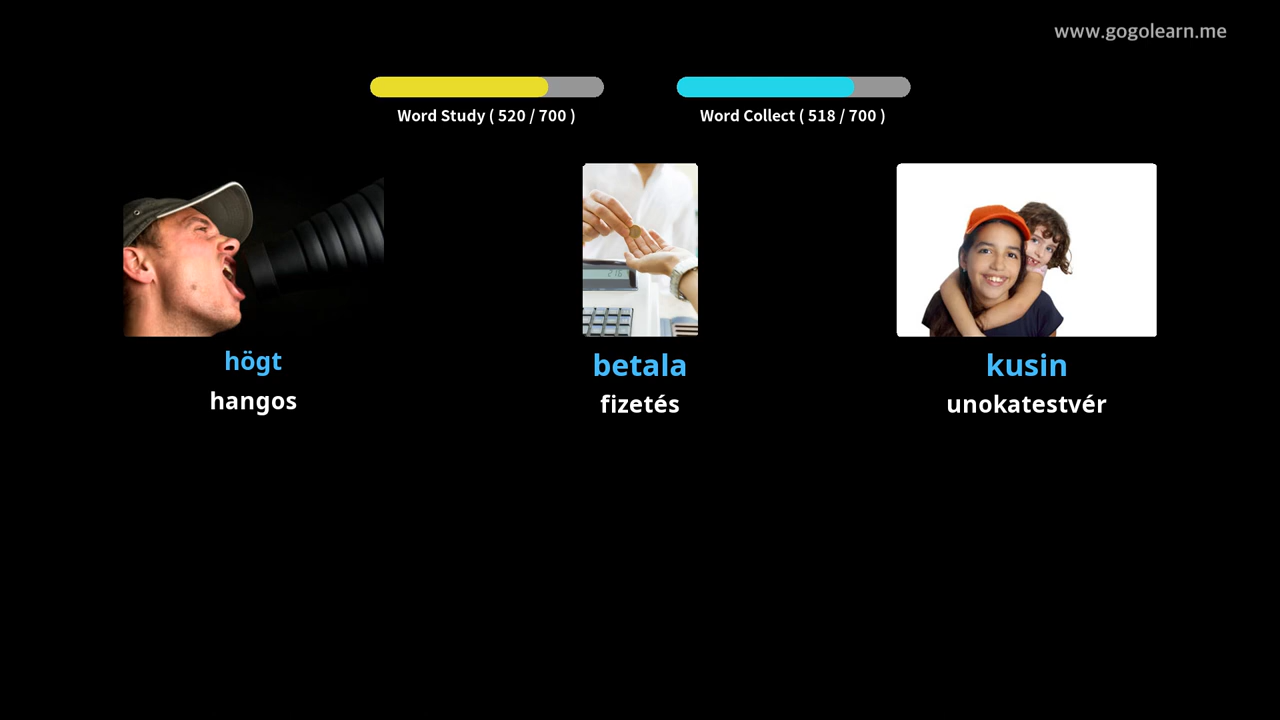 www.gogolearn.me
Word Study ( 520 / 700 )
Word Collect ( 518 / 700 )
högt
betala
kusin
hangos
fizetés
unokatestvér